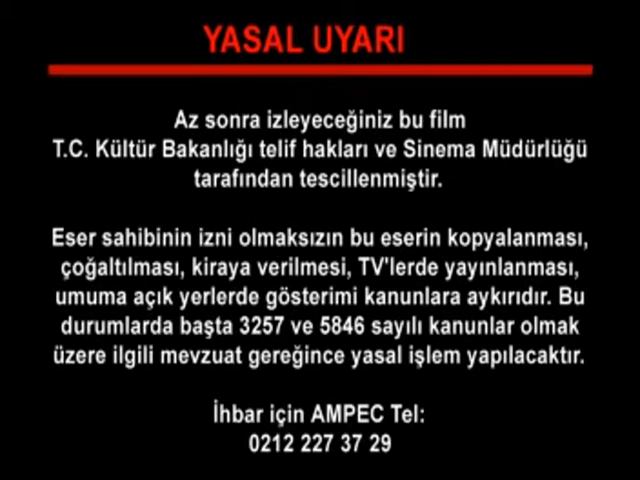 YASAL UYARI
Az sonra izleyeceğiniz bu film
T.C. Kültür Bakanlığı telif hakları ve Sinema Müdürlüğü
tarafından tescillenmiştir.
Eser sahibinin izni olmaksızın bu eserin kopyalanması,
çoğaltılması, kiraya verilmesi, TV'lerde yayınlanması,
umuma açık yerlerde gösterimi kanunlara aykırıdır. Bu
durumlarda başta 3257 ve 5846 sayılı kanunlar olmak
üzere ilgili mevzuat gereğince yasal işlem yapılacaktır.
İhbar için AMPEC Tel:
0212 227 37 29